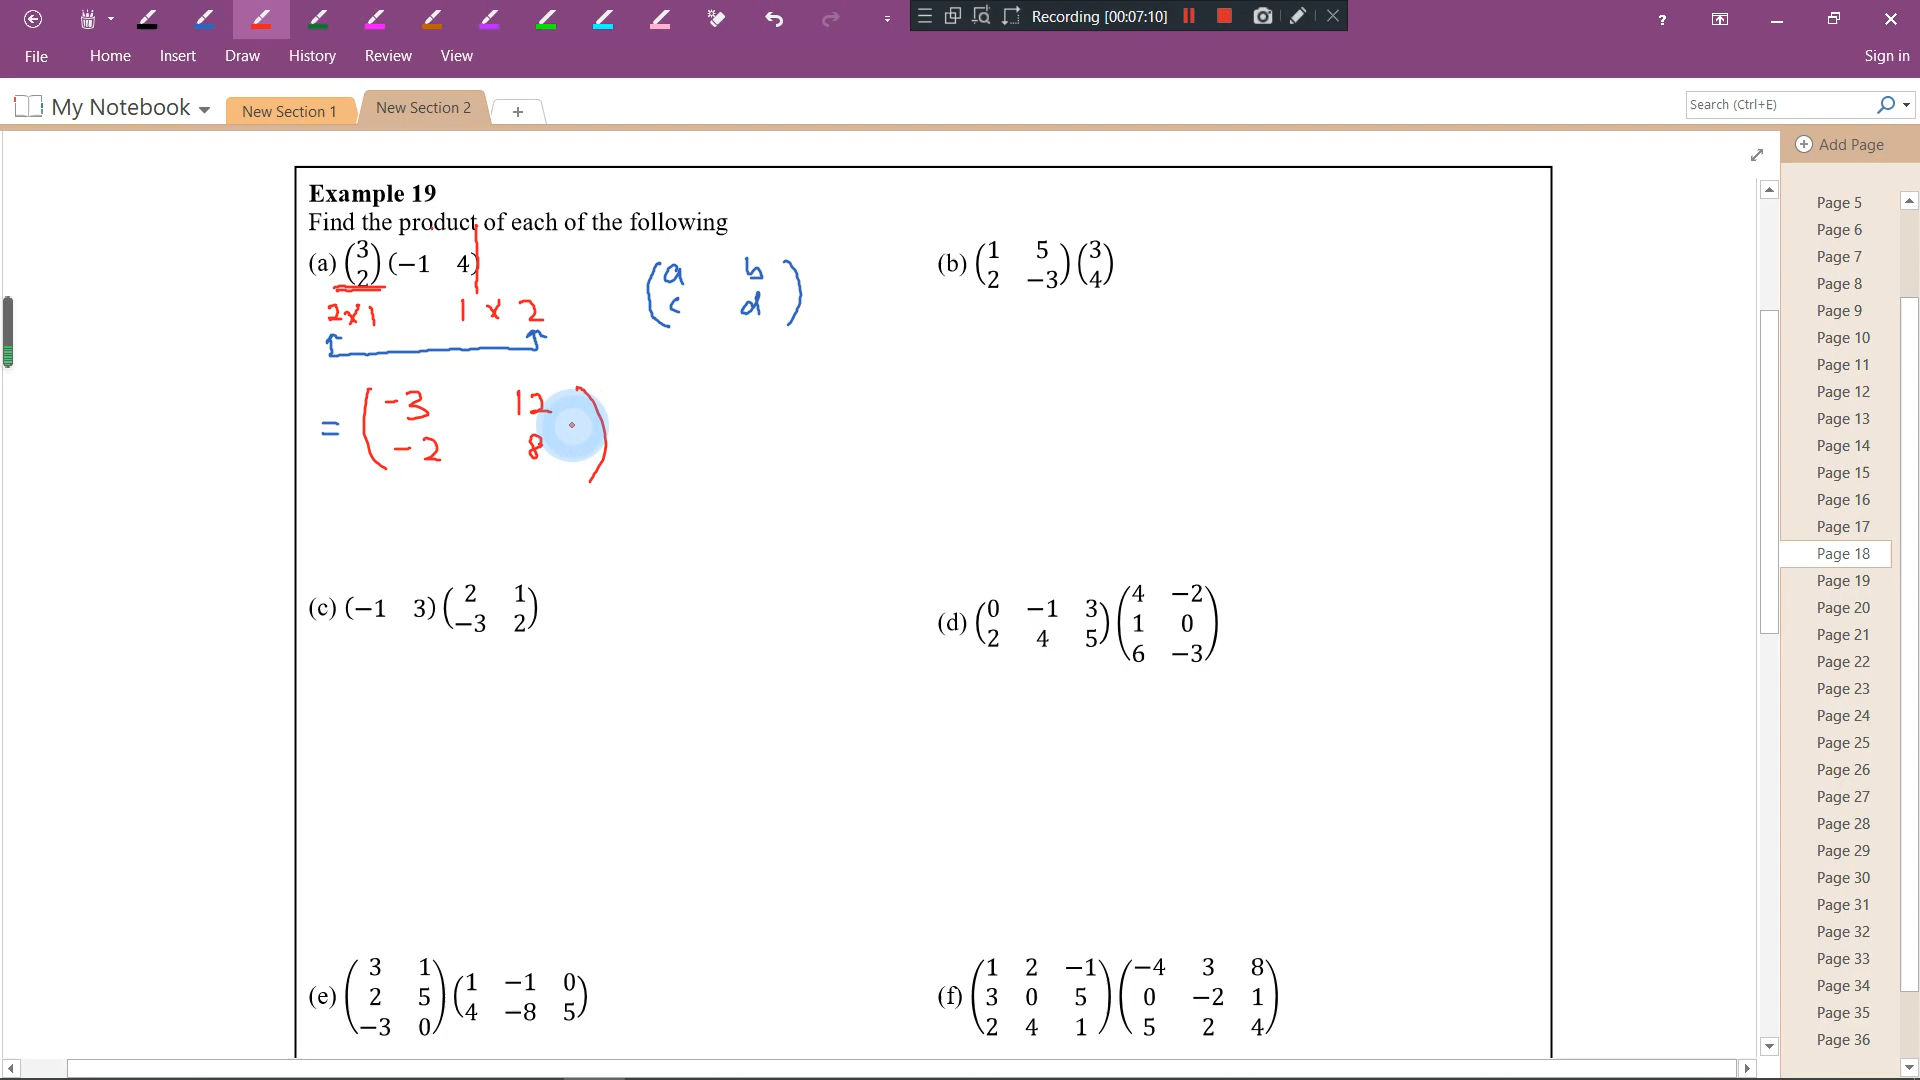 Recording [00:07:10]
?
File Home Insert Draw History Review View
Sign in
My Notebook New Section 1 New Section 2 +
Search (Ctrl+E)
Add Page
Example 19
Find the product of each of the following
(a) (3 2) (−1 4)
2x1 1 x 2
(a b
c d)
= (-3 12
-2 8)
(b) (1 5
2 −3) (3
4)
(c) (−1 3) (2 1
−3 2)
(d) (0 −1 3
2 4 5) (4 −2
1 0
6 −3)
(e) (3 1
2 5
−3 0) (1 −1 0
4 −8 5)
(f) (1 2 −1
3 0 5
2 4 1) (−4 3 8
0 −2 1
5 2 4)
Page 5
Page 6
Page 7
Page 8
Page 9
Page 10
Page 11
Page 12
Page 13
Page 14
Page 15
Page 16
Page 17
Page 18
Page 19
Page 20
Page 21
Page 22
Page 23
Page 24
Page 25
Page 26
Page 27
Page 28
Page 29
Page 30
Page 31
Page 32
Page 33
Page 34
Page 35
Page 36